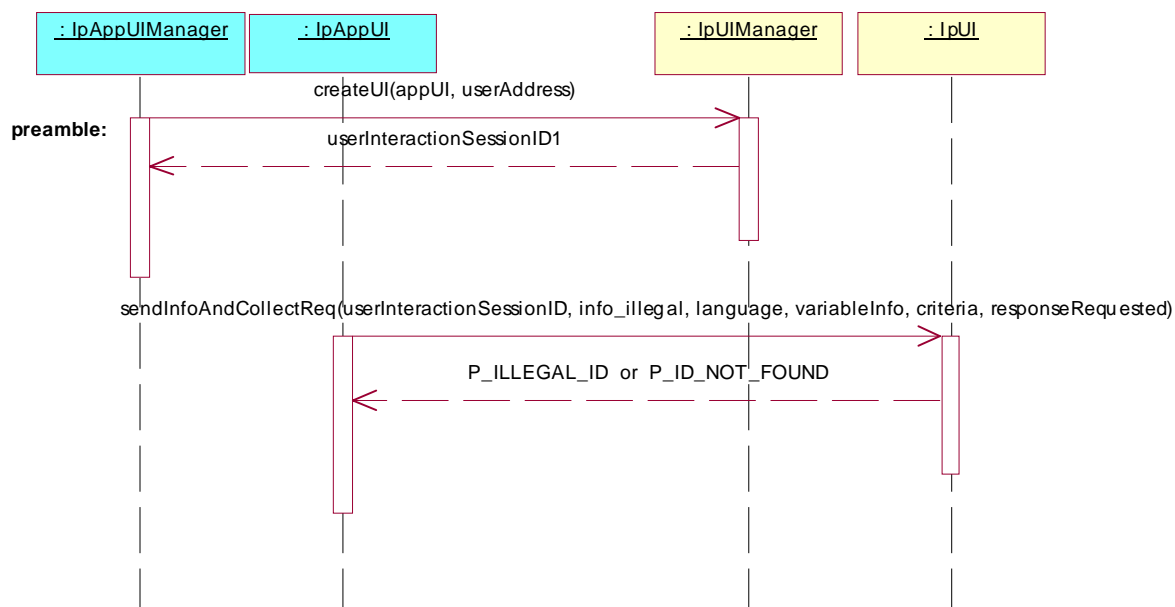 : IpAppUIManager
: IpAppUI
: IpUIManager
: IpUI
createUI(appUI, userAddress)
preamble:
userInteractionSessionID1
sendInfoAndCollectReq(userInteractionSessionID, info_illegal, language, variableInfo, criteria, responseRequested)
P_ILLEGAL_ID or P_ID_NOT_FOUND